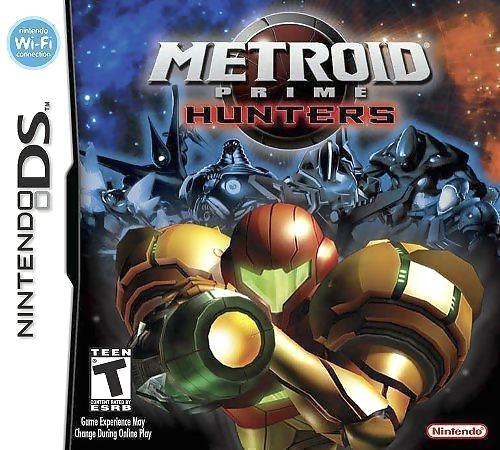 Nintendo
Wi-Fi
connection
NINTENDO DS™
METROID®
PRIME
HUNTERS
TEEN
T
CONTENT RATED BY
ESRB
Game Experience May
Change During Online Play
Nintendo®